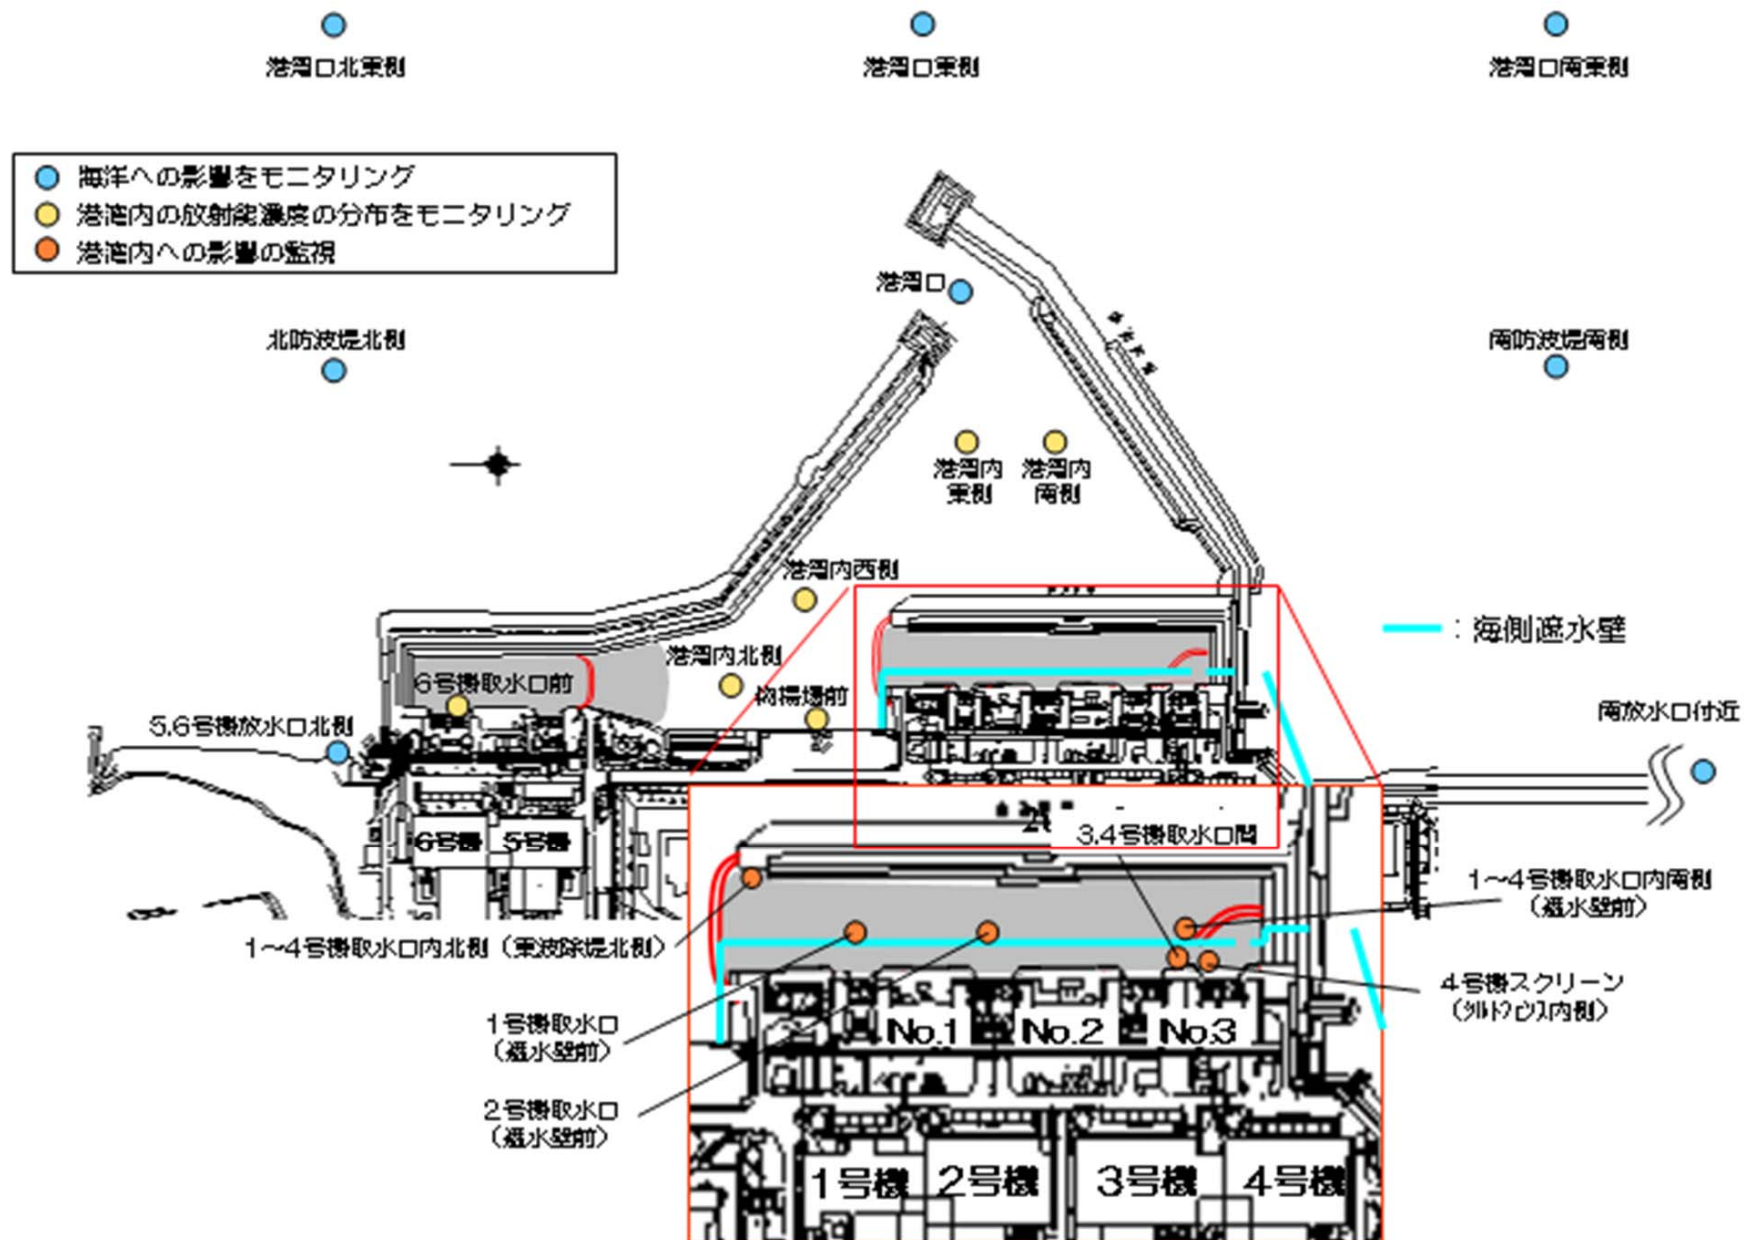 港湾口北東側
港湾口東側
港湾口南東側
海洋への影響をモニタリング
港湾内の放射能濃度の分布をモニタリング
港湾内への影響の監視
港湾口
北防波堤北側
南防波堤南側
港湾内
東側
港湾内
南側
港湾内西側
:海側遮水壁
港湾内北側
6号機取水口前
物揚場前
5,6号機放水口北側
南放水口付近
6号機
5号機
3,4号機取水口間
1～4号機取水口内南側
(遮水壁前)
1～4号機取水口内北側(東波除堤北側)
4号機スクリーン
(シルトフェンス内側)
1号機取水口
(遮水壁前)
No.1
No.2
No.3
2号機取水口
(遮水壁前)
1号機
2号機
3号機
4号機